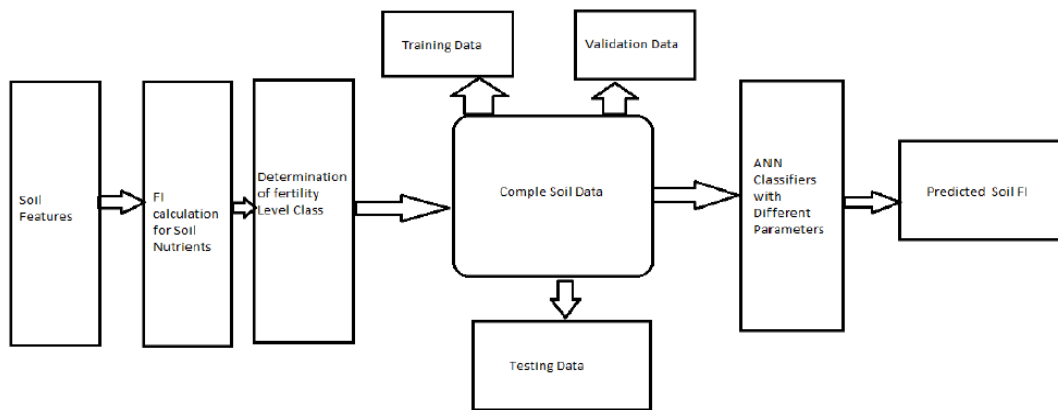 Training Data
Validation Data
Soil
Features
FI
calculation
for Soil
Nutrients
Determination
of fertility
Level Class
Comple Soil Data
ANN
Classifiers
with
Different
Parameters
Predicted Soil FI
Testing Data